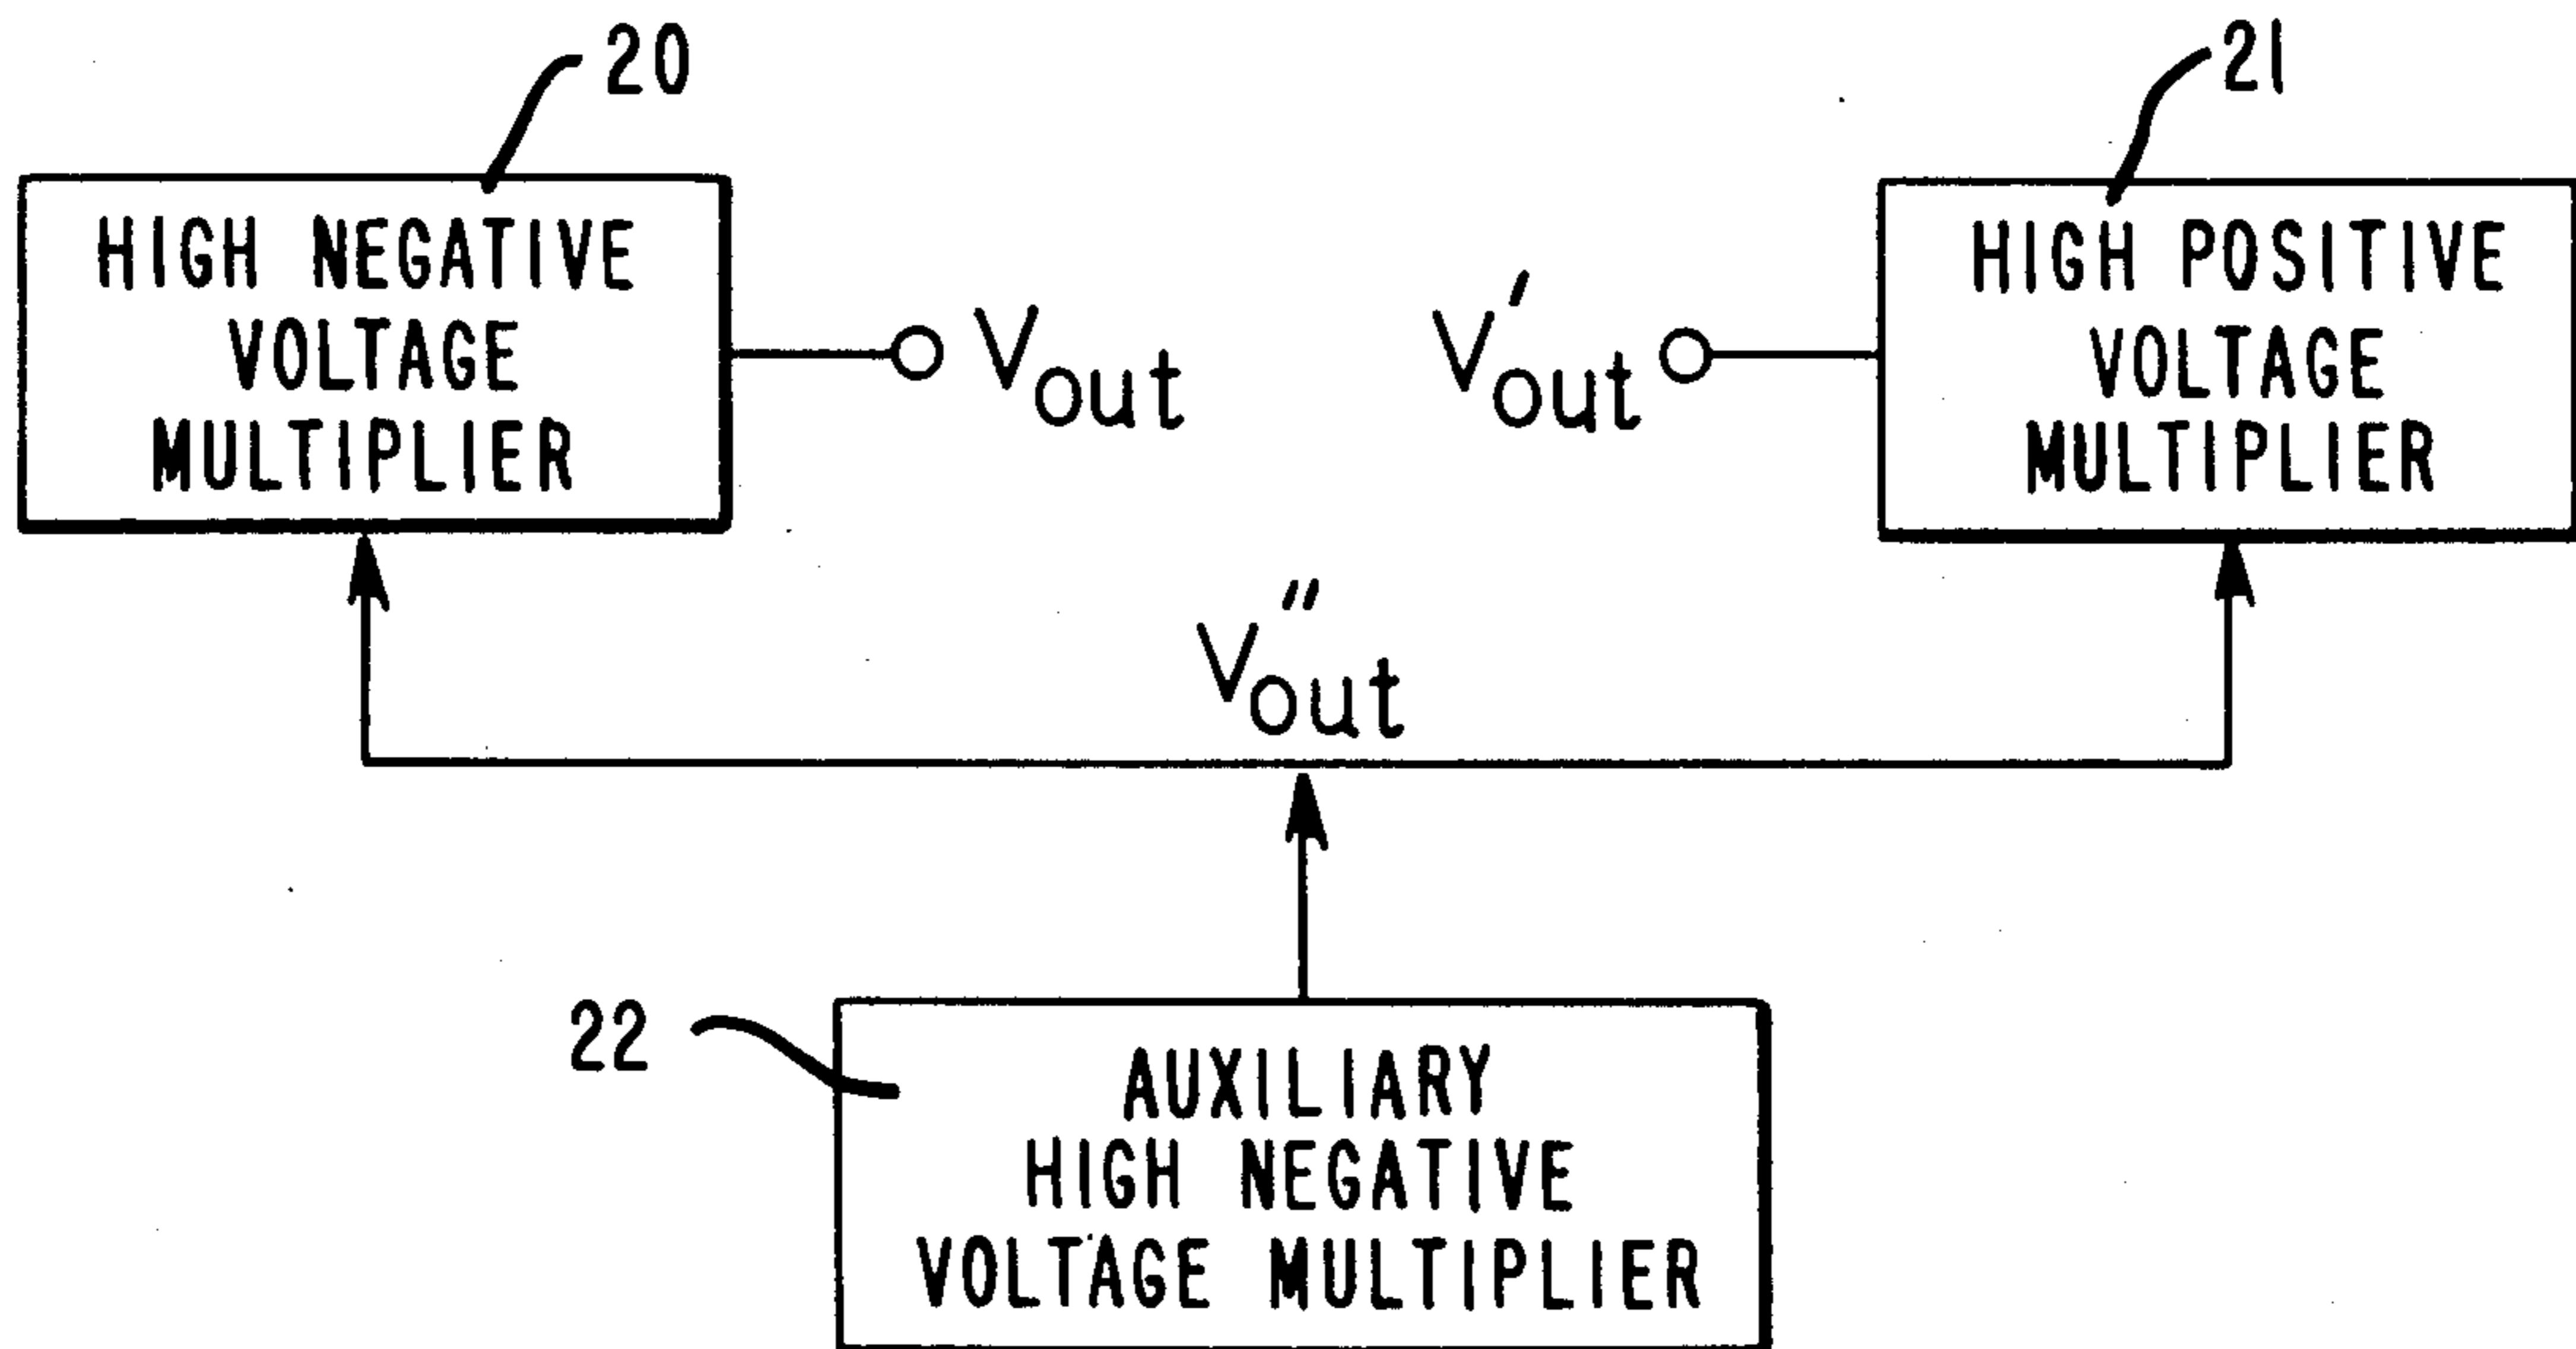 20
21
HIGH NEGATIVE
VOLTAGE
MULTIPLIER
Vout
V'out
HIGH POSITIVE
VOLTAGE
MULTIPLIER
V"out
22
AUXILIARY
HIGH NEGATIVE
VOLTAGE MULTIPLIER